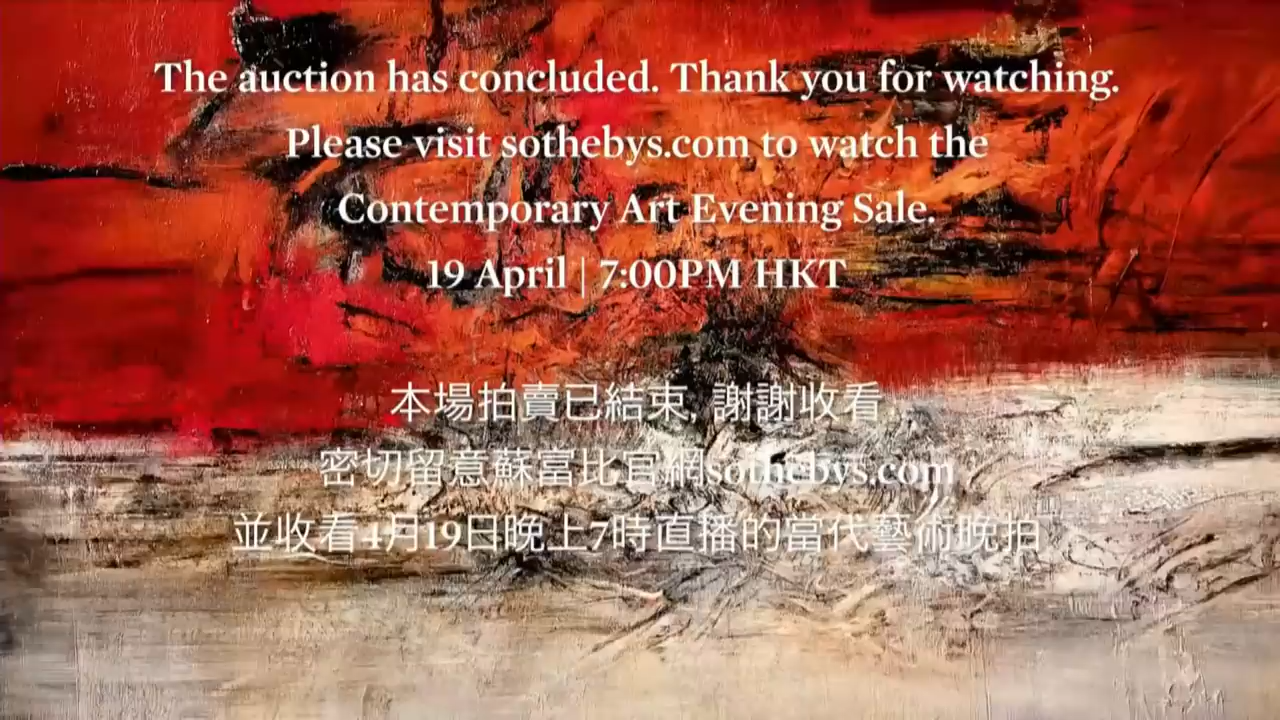 The auction has concluded. Thank you for watching.
Please visit sothebys.com to watch the
Contemporary Art Evening Sale.
19 April | 7:00PM HKT
本場拍賣已結束, 謝謝收看
密切留意蘇富比官網sothebys.com
並收看4月19日晚上7時直播的當代藝術晚拍